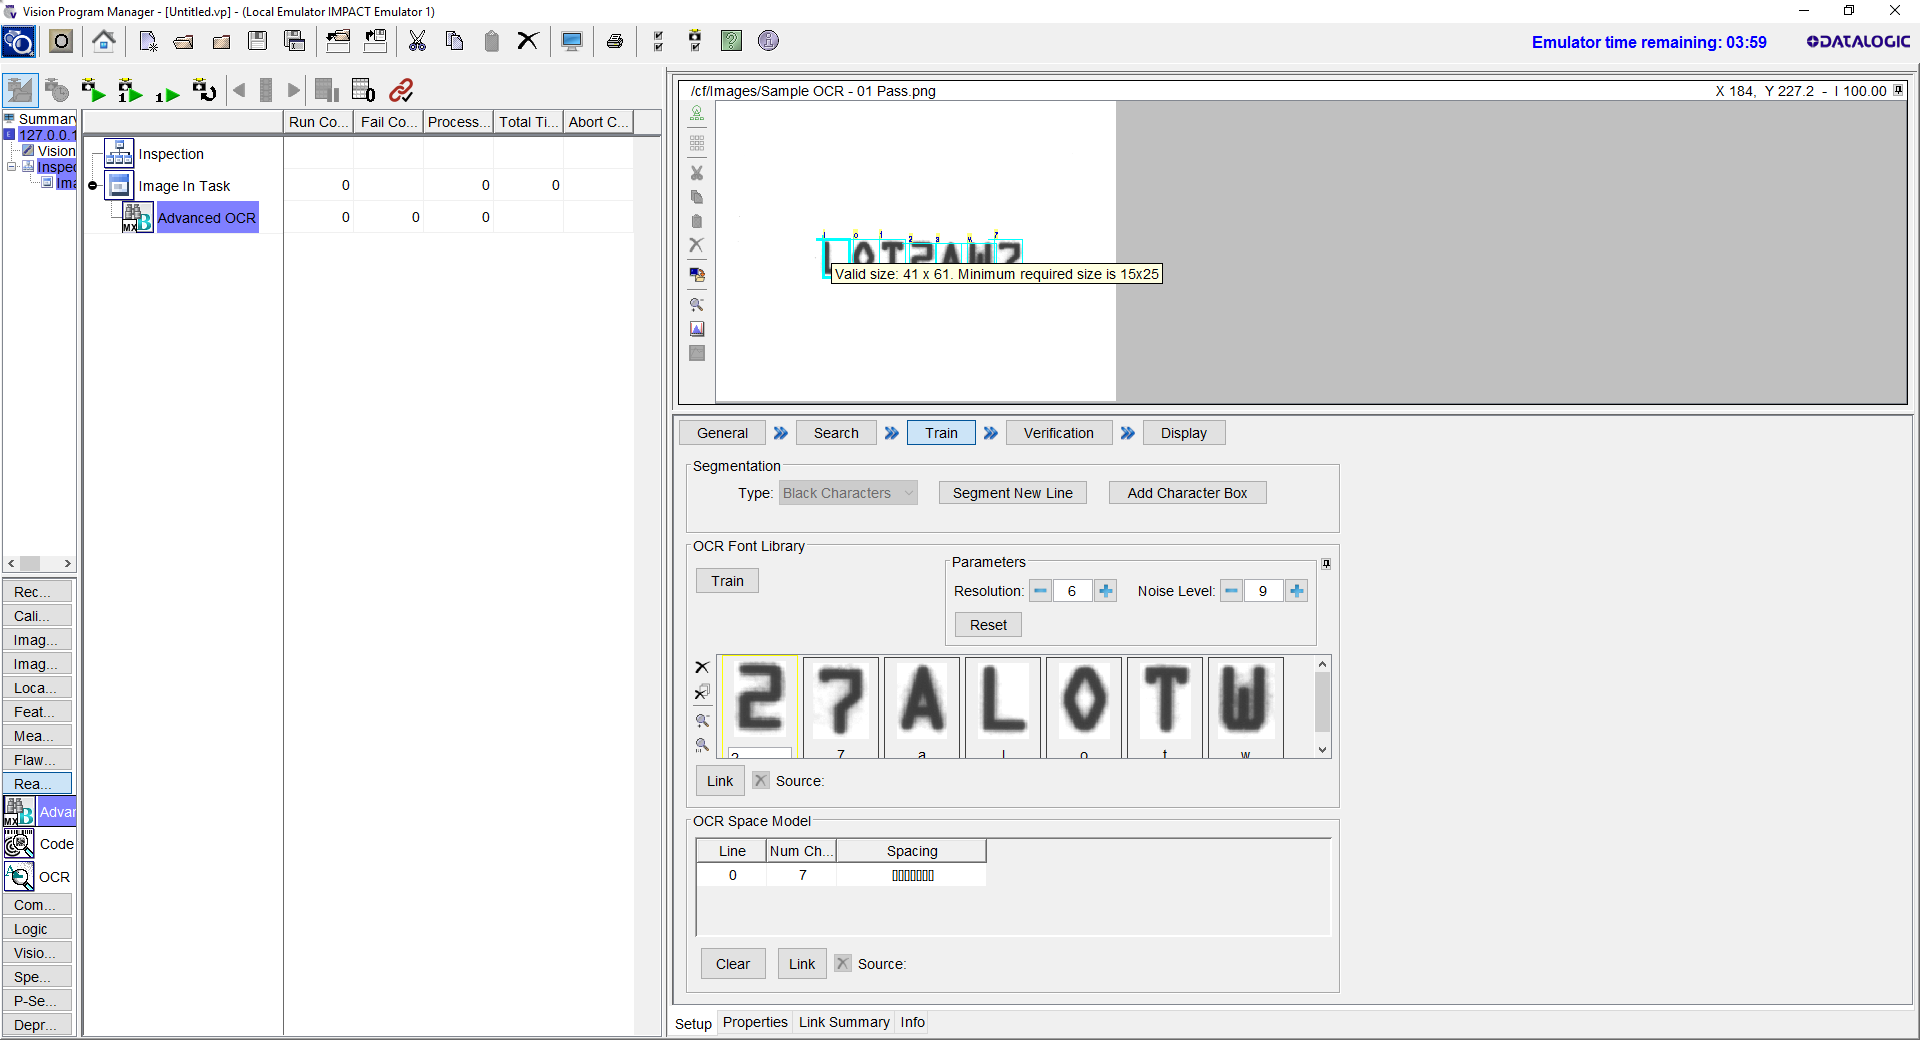 Vision Program Manager - [Untitled.vp] - (Local Emulator IMPACT Emulator 1)
Emulator time remaining: 03:59
DATALOGIC
Summary
127.0.0.1
Vision
Inspec
Ima
Run Co... Fail Co... Process... Total Ti... Abort C...
Inspection
Image In Task 0 0 0
Advanced OCR 0 0 0
/cf/Images/Sample OCR - 01 Pass.png
X 184, Y 227.2 - I 100.00
l o t 2 a w 7
LOT2AW7
Valid size: 41 x 61. Minimum required size is 15x25
General Search Train Verification Display
Segmentation
Type: Black Characters Segment New Line Add Character Box
OCR Font Library
Train
Parameters
Resolution: 6 Noise Level: 9
Reset
2 7 A L O T W
2 7 a l o t w
Link Source:
OCR Space Model
Line Num Ch... Spacing
0 7
Clear Link Source:
Setup Properties Link Summary Info
Rec...
Cali...
Imag...
Imag...
Loca...
Feat...
Mea...
Flaw...
Rea...
Advan
Code
OCR
Com...
Logic
Visio...
Spe...
P-Se...
Depr...